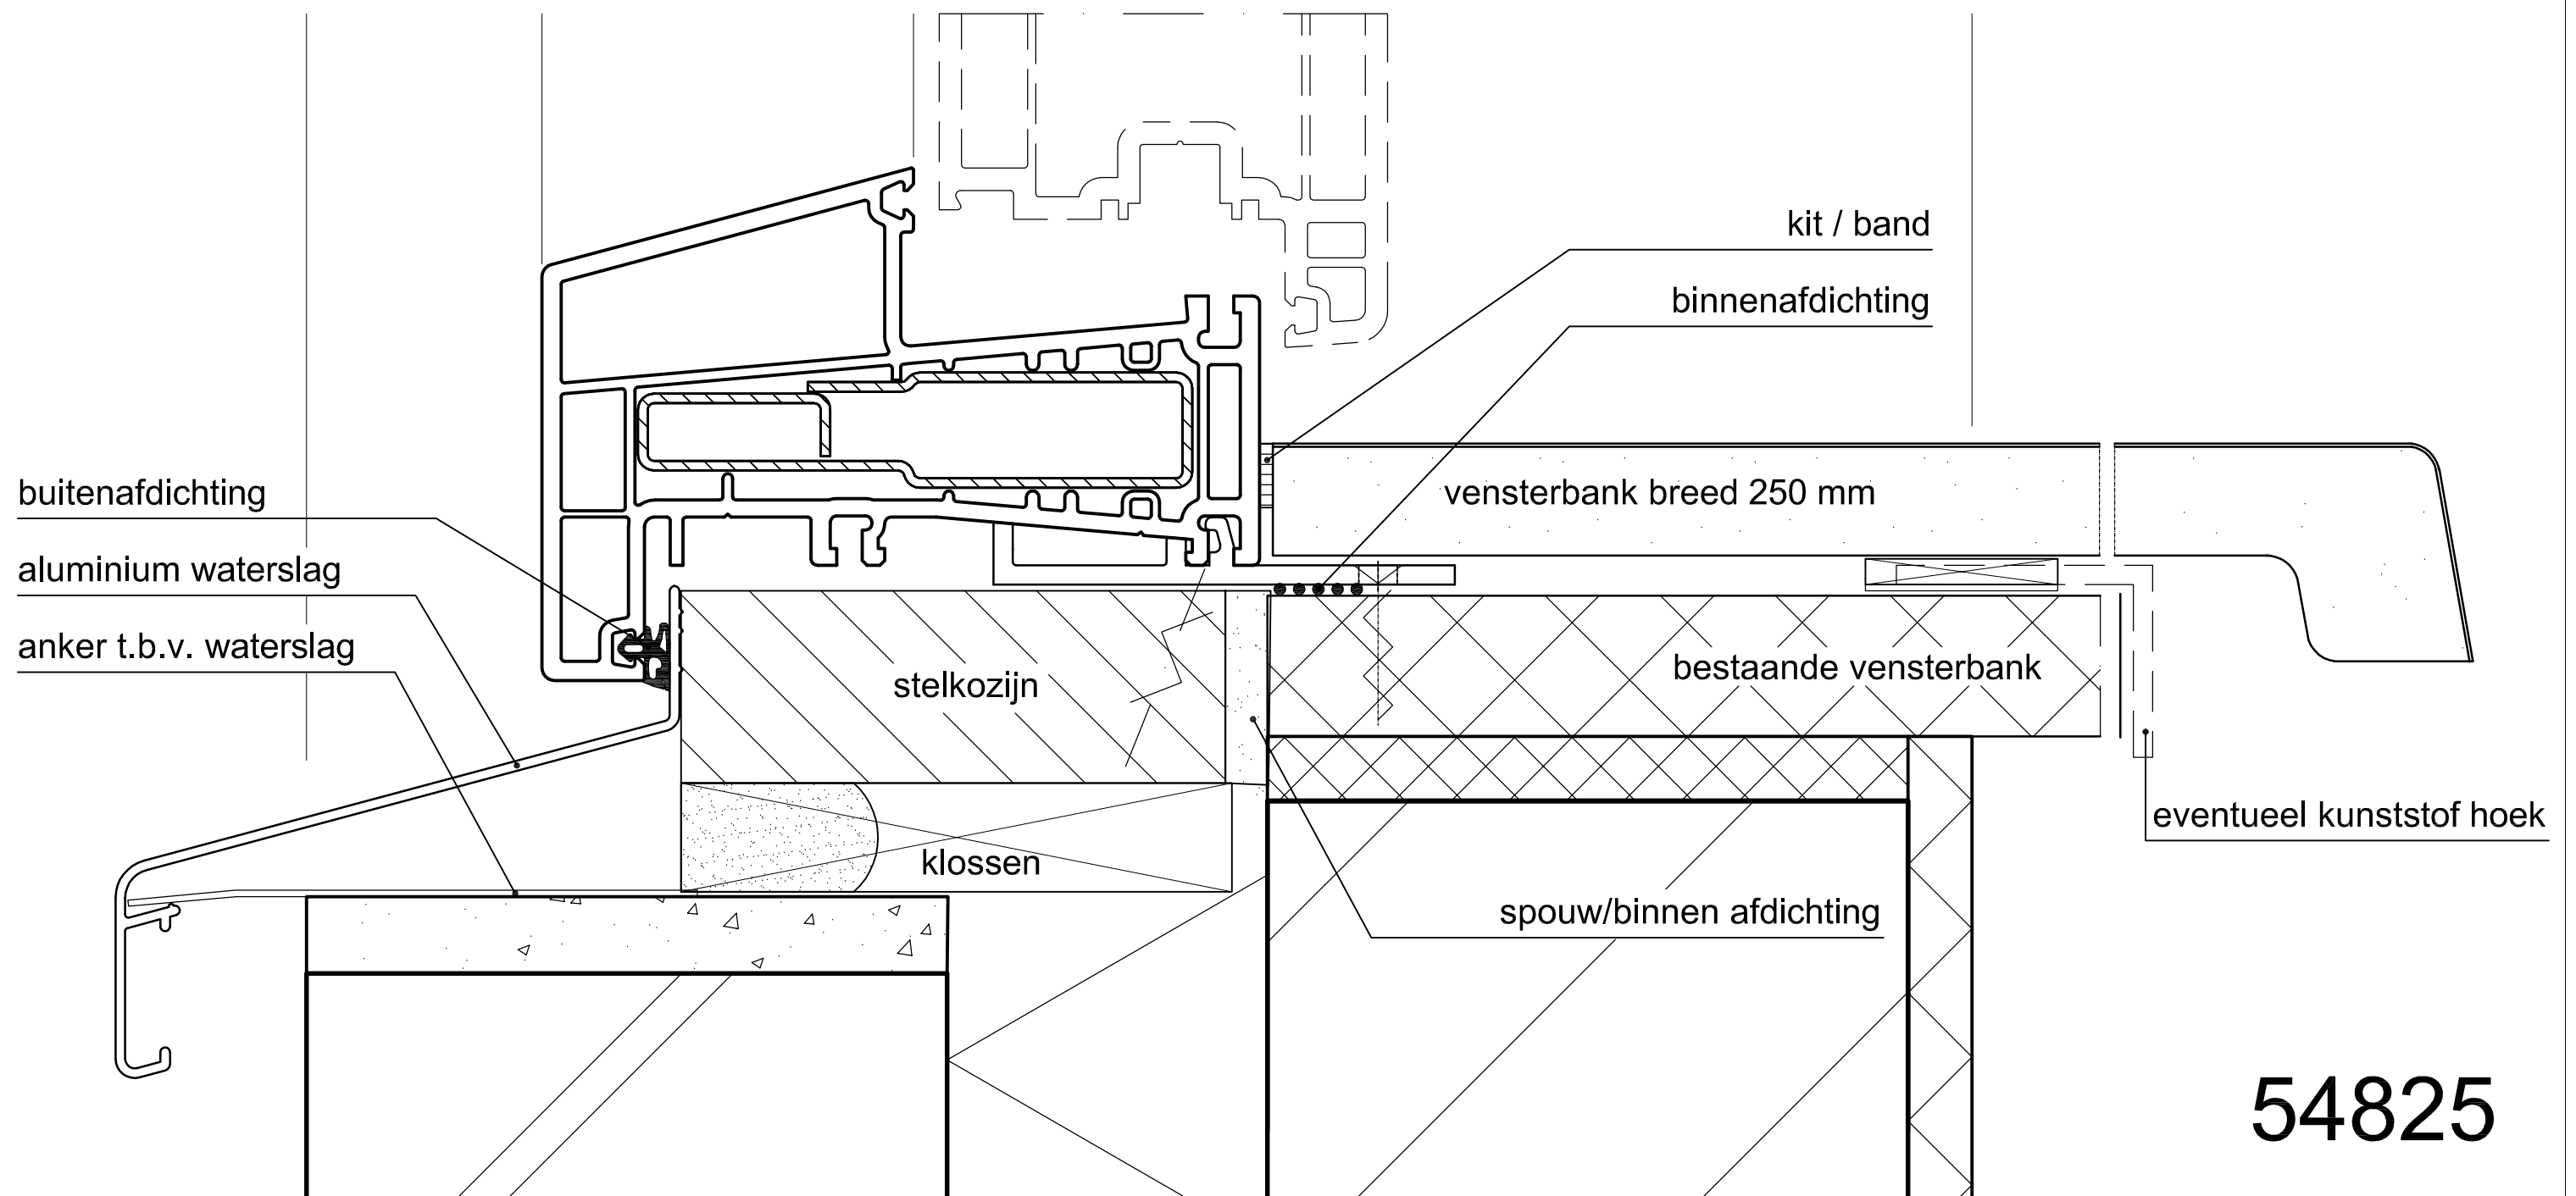 kit / band
binnenafdichting
buitenafdichting
vensterbank breed 250 mm
aluminium waterslag
anker t.b.v. waterslag
stelkozijn
bestaande vensterbank
eventueel kunststof hoek
klossen
spouw/binnen afdichting
54825